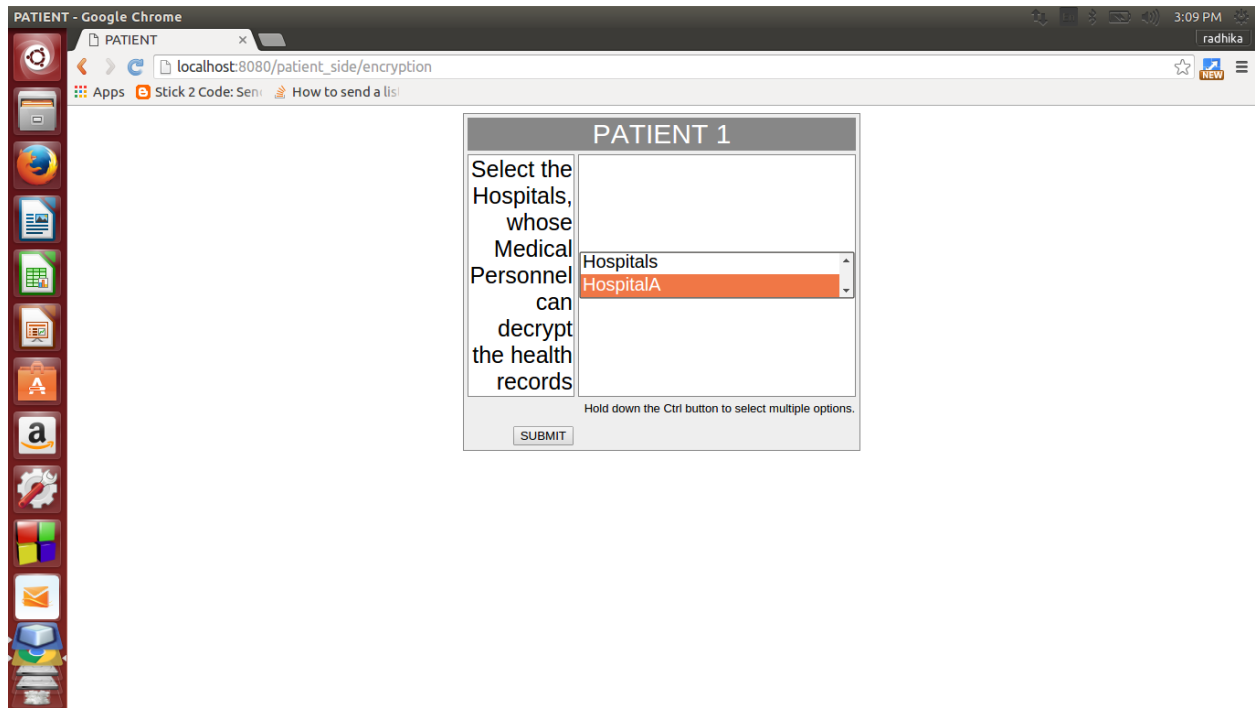 PATIENT - Google Chrome
3:09 PM
PATIENT
radhika
localhost:8080/patient_side/encryption
NEW
Apps Stick 2 Code: Sen How to send a lis
PATIENT 1
Select the
Hospitals,
whose
Medical
Personnel
can
decrypt
the health
records
Hospitals
HospitalA
Hold down the Ctrl button to select multiple options.
SUBMIT